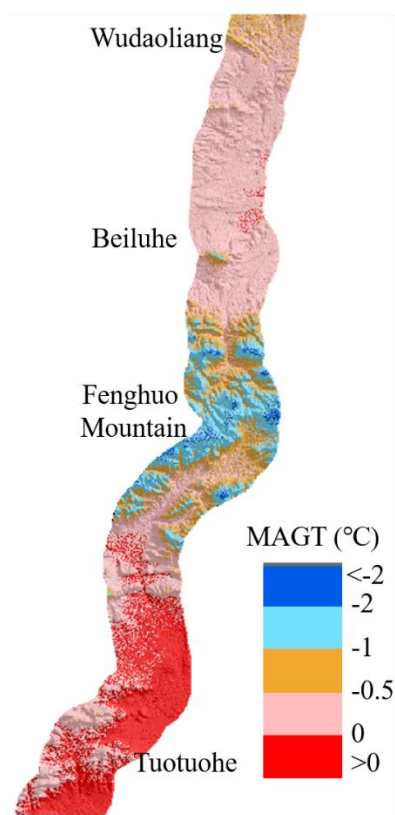 Wudaoliang
Beiluhe
Fenghuo
Mountain
MAGT (℃)
<-2
-2
-1
-0.5
0
>0
Tuotuohe